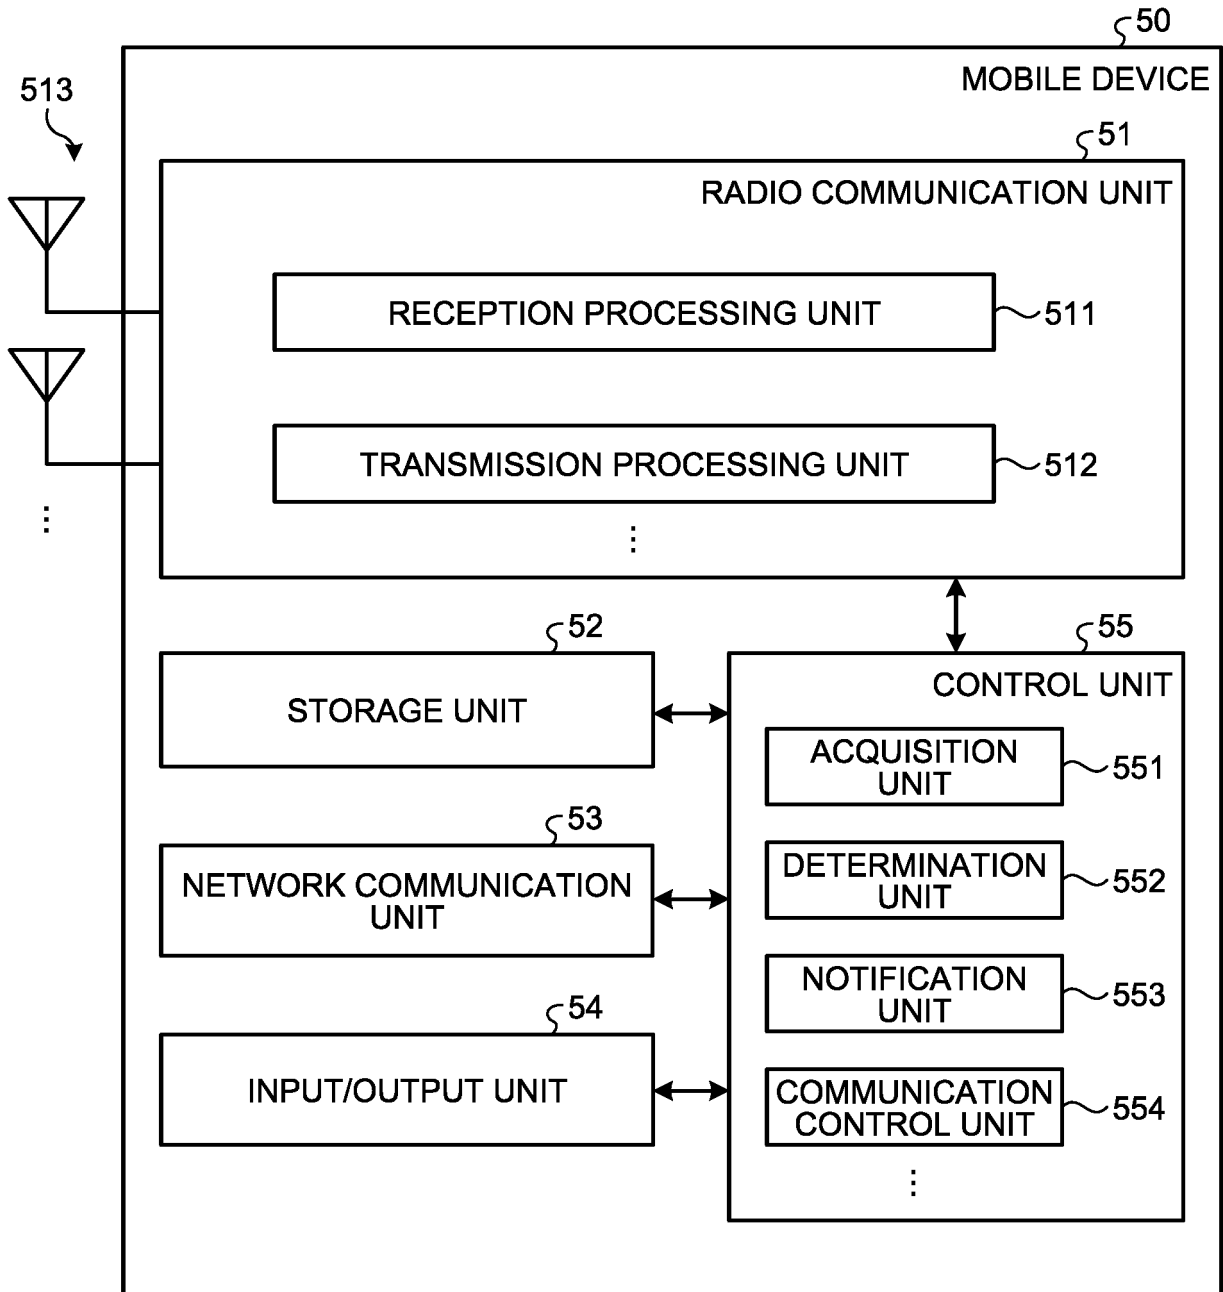 50
MOBILE DEVICE
513
51
RADIO COMMUNICATION UNIT
RECEPTION PROCESSING UNIT
511
TRANSMISSION PROCESSING UNIT
512
52
STORAGE UNIT
53
NETWORK COMMUNICATION
UNIT
54
INPUT/OUTPUT UNIT
55
CONTROL UNIT
ACQUISITION
UNIT
551
DETERMINATION
UNIT
552
NOTIFICATION
UNIT
553
COMMUNICATION
CONTROL UNIT
554